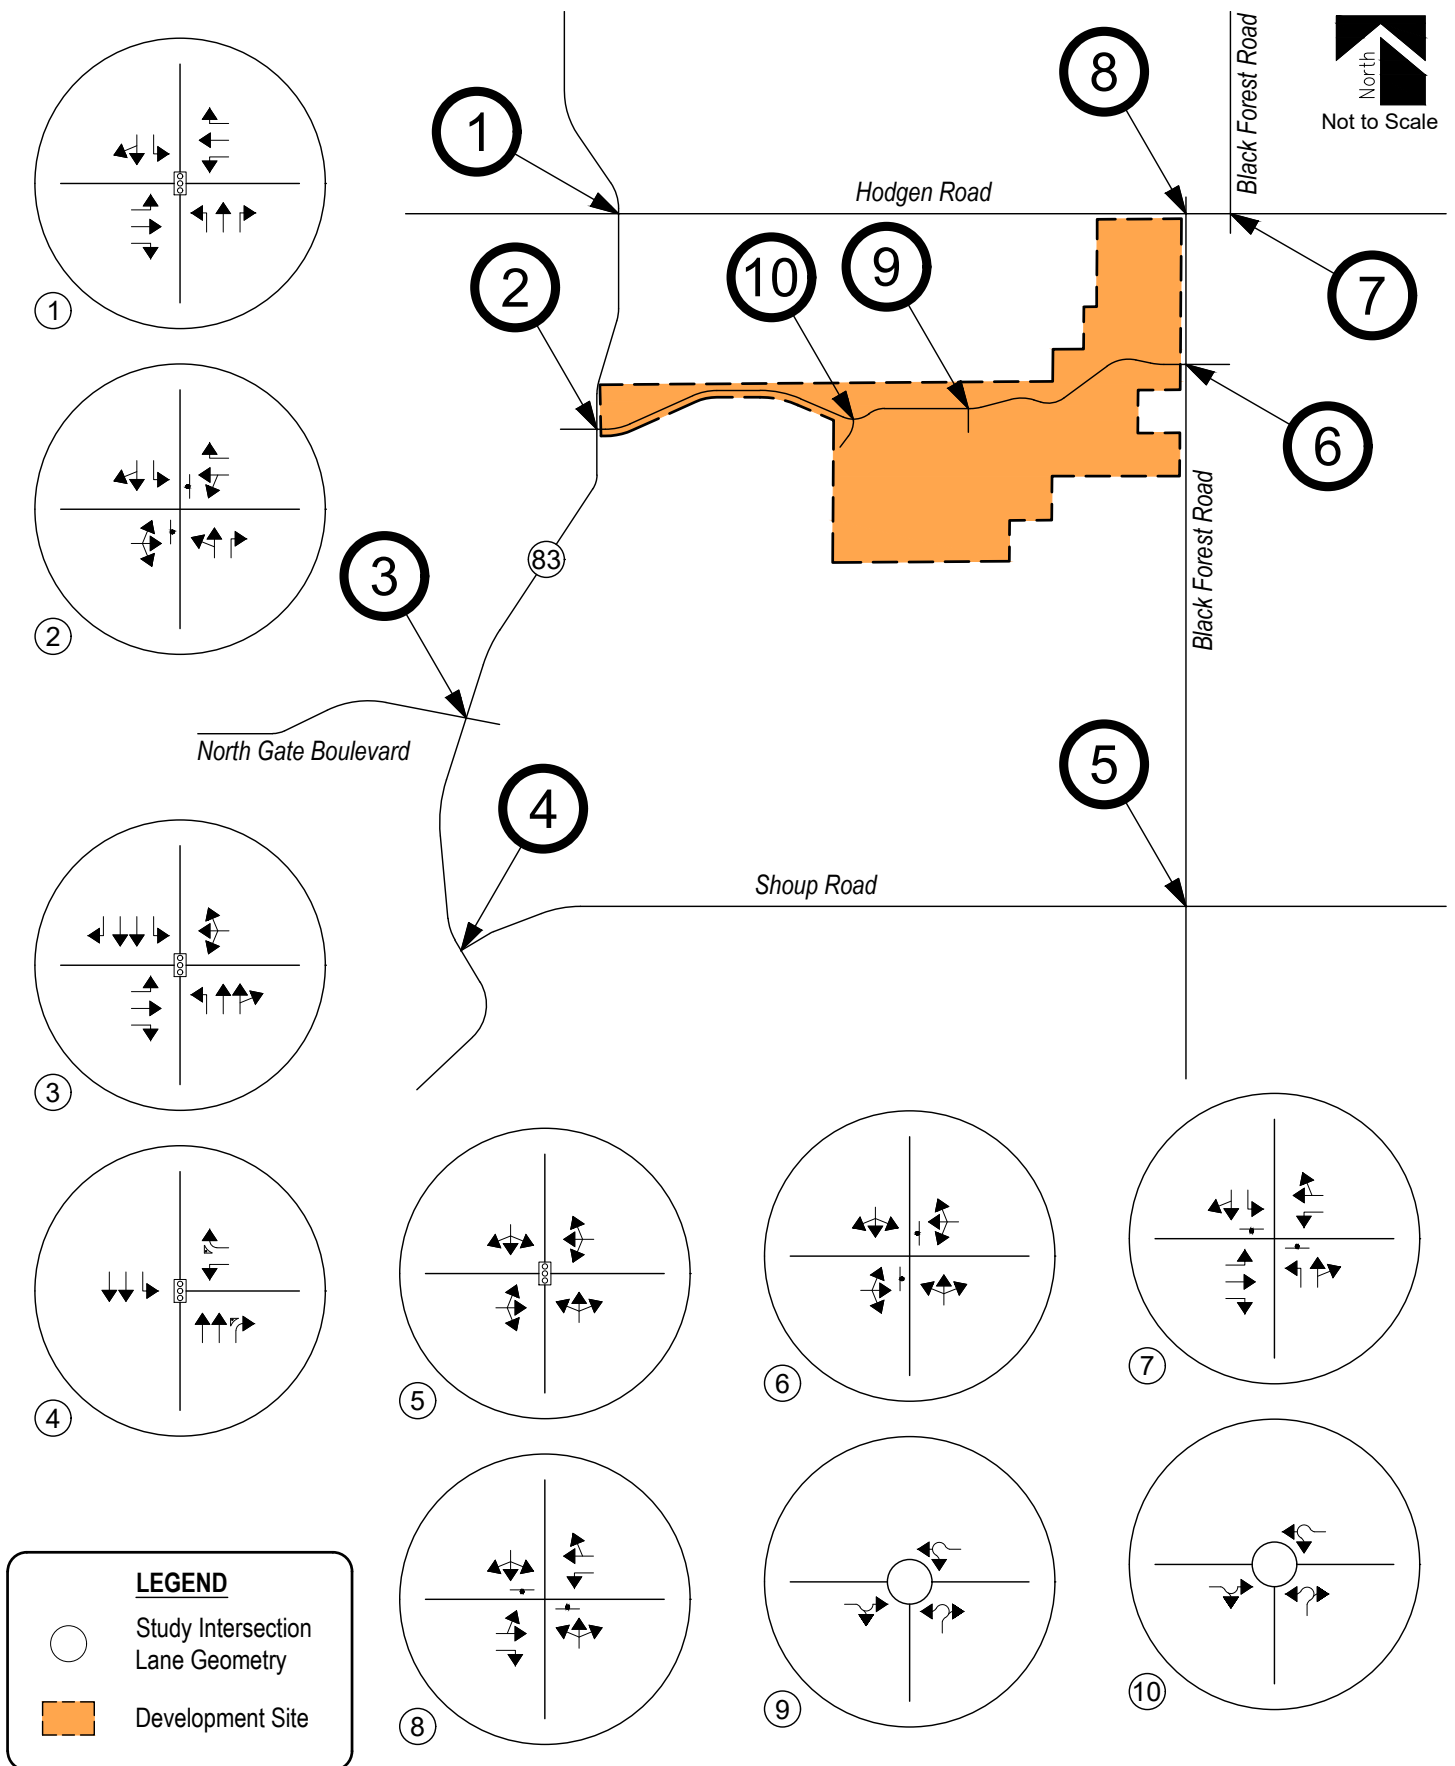 Black Forest Road
North
Not to Scale
8
1
Hodgen Road
2
10
9
7
1
6
83
3
Black Forest Road
2
North Gate Boulevard
5
4
Shoup Road
3
4
5
6
7
8
9
10
LEGEND
Study Intersection
Lane Geometry
Development Site